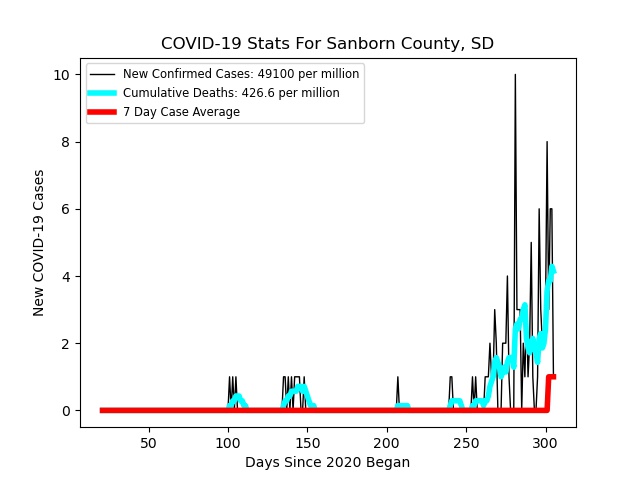 COVID-19 Stats For Sanborn County, SD
New Confirmed Cases: 49100 per million
Cumulative Deaths: 426.6 per million
7 Day Case Average
New COVID-19 Cases
10
8
6
4
2
0
50 100 150 200 250 300
Days Since 2020 Began